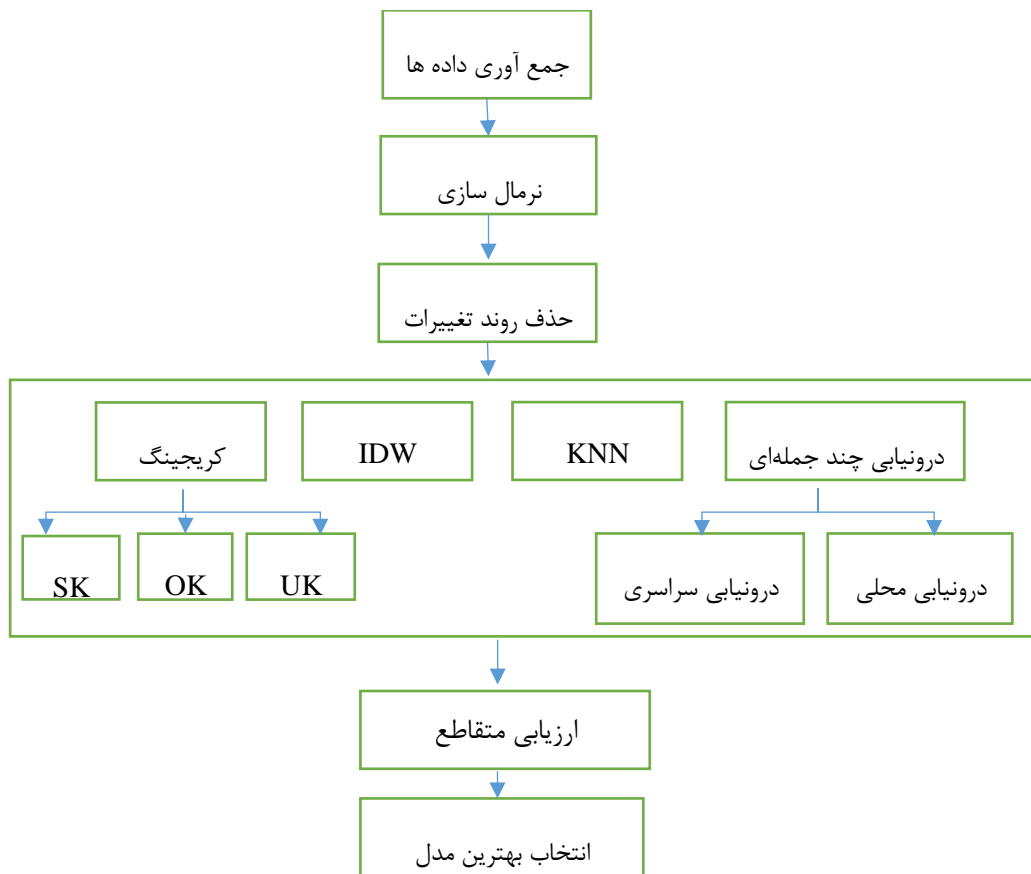 جمع آوری داده ها
نرمال سازی
حذف روند تغییرات
درونیابی چند جمله‌ای
KNN
IDW
کریجینگ
درونیابی محلی
درونیابی سراسری
UK
OK
SK
ارزیابی متقاطع
انتخاب بهترین مدل